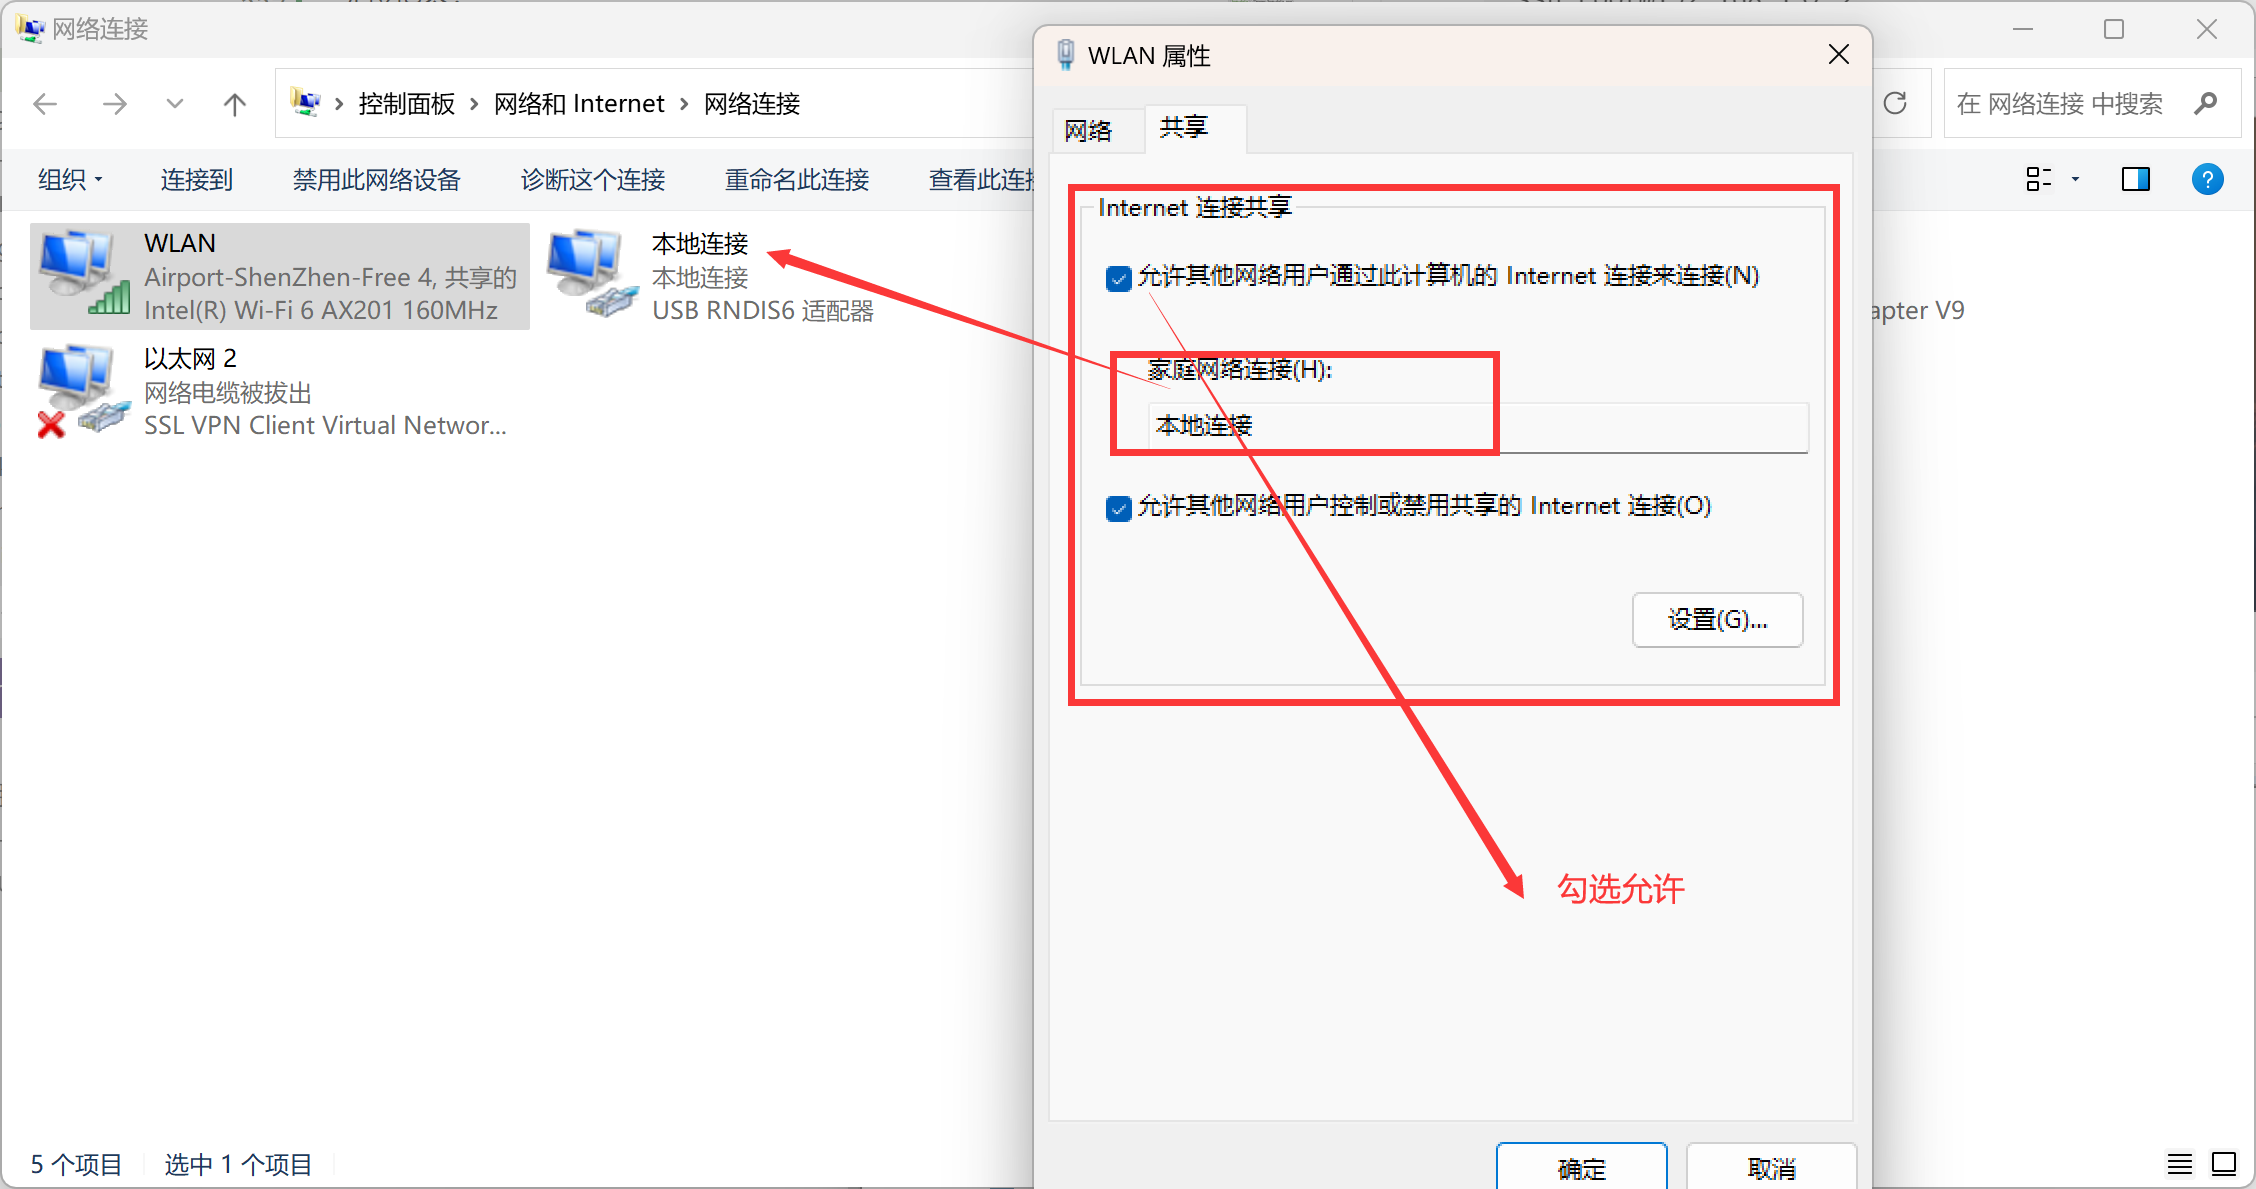 网络连接
控制面板 › 网络和 Internet › 网络连接
在 网络连接 中搜索
组织 连接到 禁用此网络设备 诊断这个连接 重命名此连接 查看此连接
WLAN
Airport-ShenZhen-Free 4, 共享的
Intel(R) Wi-Fi 6 AX201 160MHz
本地连接
本地连接
USB RNDIS6 适配器
apter V9
以太网 2
网络电缆被拔出
SSL VPN Client Virtual Networ...
WLAN 属性
网络 共享
Internet 连接共享
允许其他网络用户通过此计算机的 Internet 连接来连接(N)
家庭网络连接(H):
本地连接
允许其他网络用户控制或禁用共享的 Internet 连接(O)
设置(G)...
勾选允许
确定 取消
5 个项目 选中 1 个项目